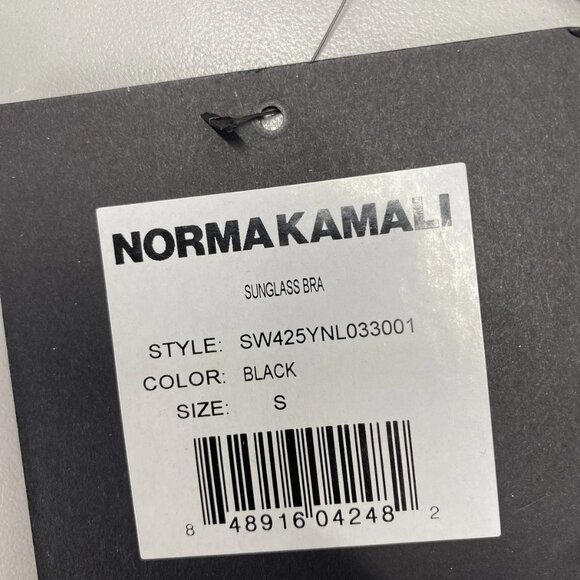 NORMAKAMALI
SUNGLASS BRA
STYLE: SW425YNL033001
COLOR: BLACK
SIZE: S
8 48916 04248 2